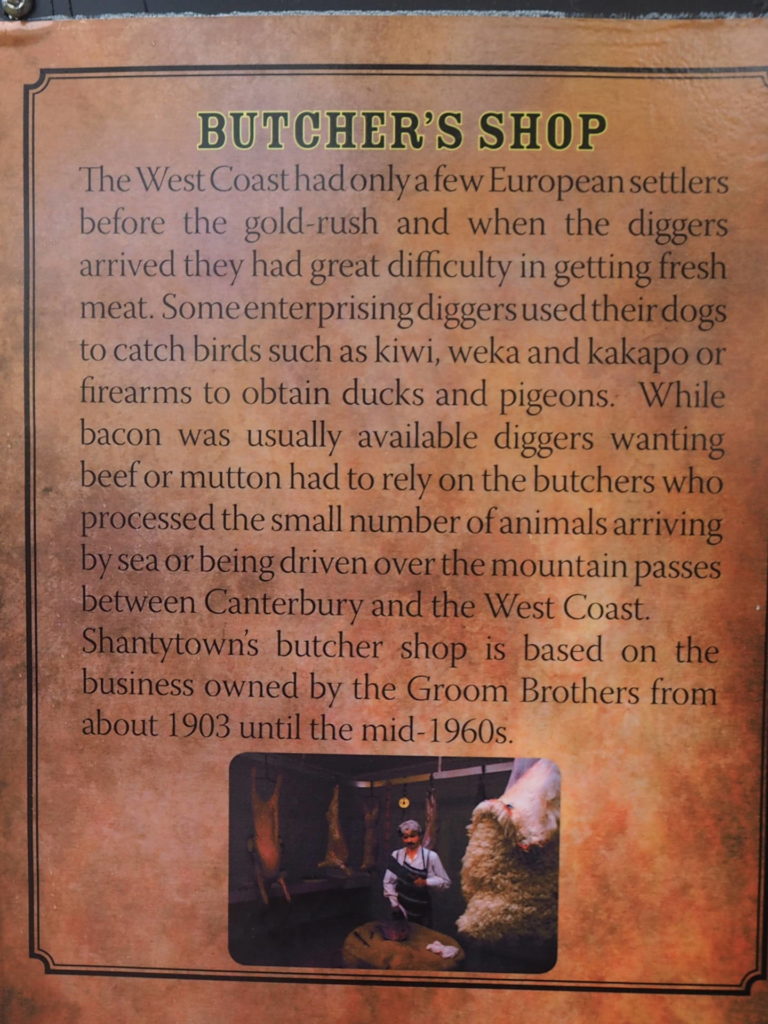 BUTCHER'S SHOP
The West Coast had only a few European settlers
before the gold-rush and when the diggers
arrived they had great difficulty in getting fresh
meat. Some enterprising diggers used their dogs
to catch birds such as kiwi, weka and kakapo or
firearms to obtain ducks and pigeons. While
bacon was usually available diggers wanting
beef or mutton had to rely on the butchers who
processed the small number of animals arriving
by sea or being driven over the mountain passes
between Canterbury and the West Coast.
Shantytown's butcher shop is based on the
business owned by the Groom Brothers from
about 1903 until the mid-1960s.